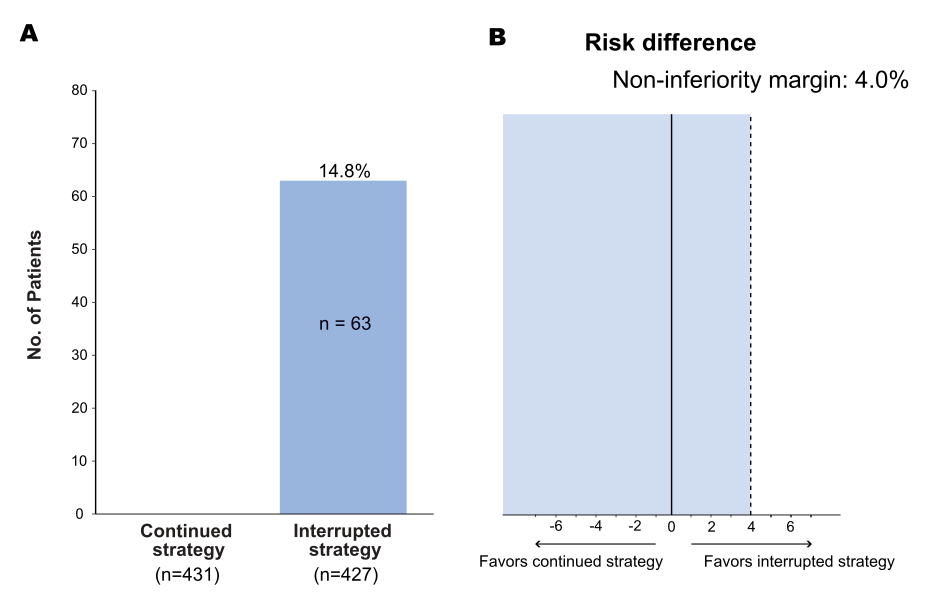 A
80
70
60
50
40
30
20
10
0
No. of Patients
14.8%
n = 63
Continued
strategy
(n=431)
Interrupted
strategy
(n=427)
B
Risk difference
Non-inferiority margin: 4.0%
-6 -4 -2 0 2 4 6
Favors continued strategy
Favors interrupted strategy